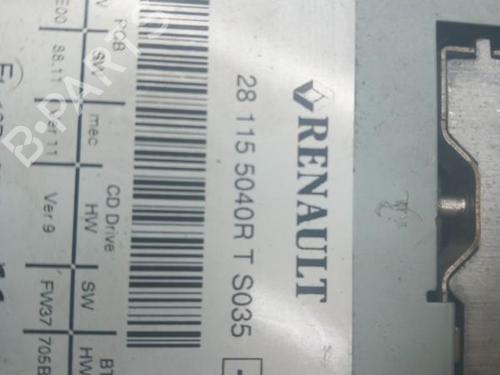 RENAULT
28 115 5040R T S035
PCB
mec
CD Drive
BT
SW
HW
SW
HW
E00
88.11
Ver 11
Ver 9
FW37
705B
B-PARTS